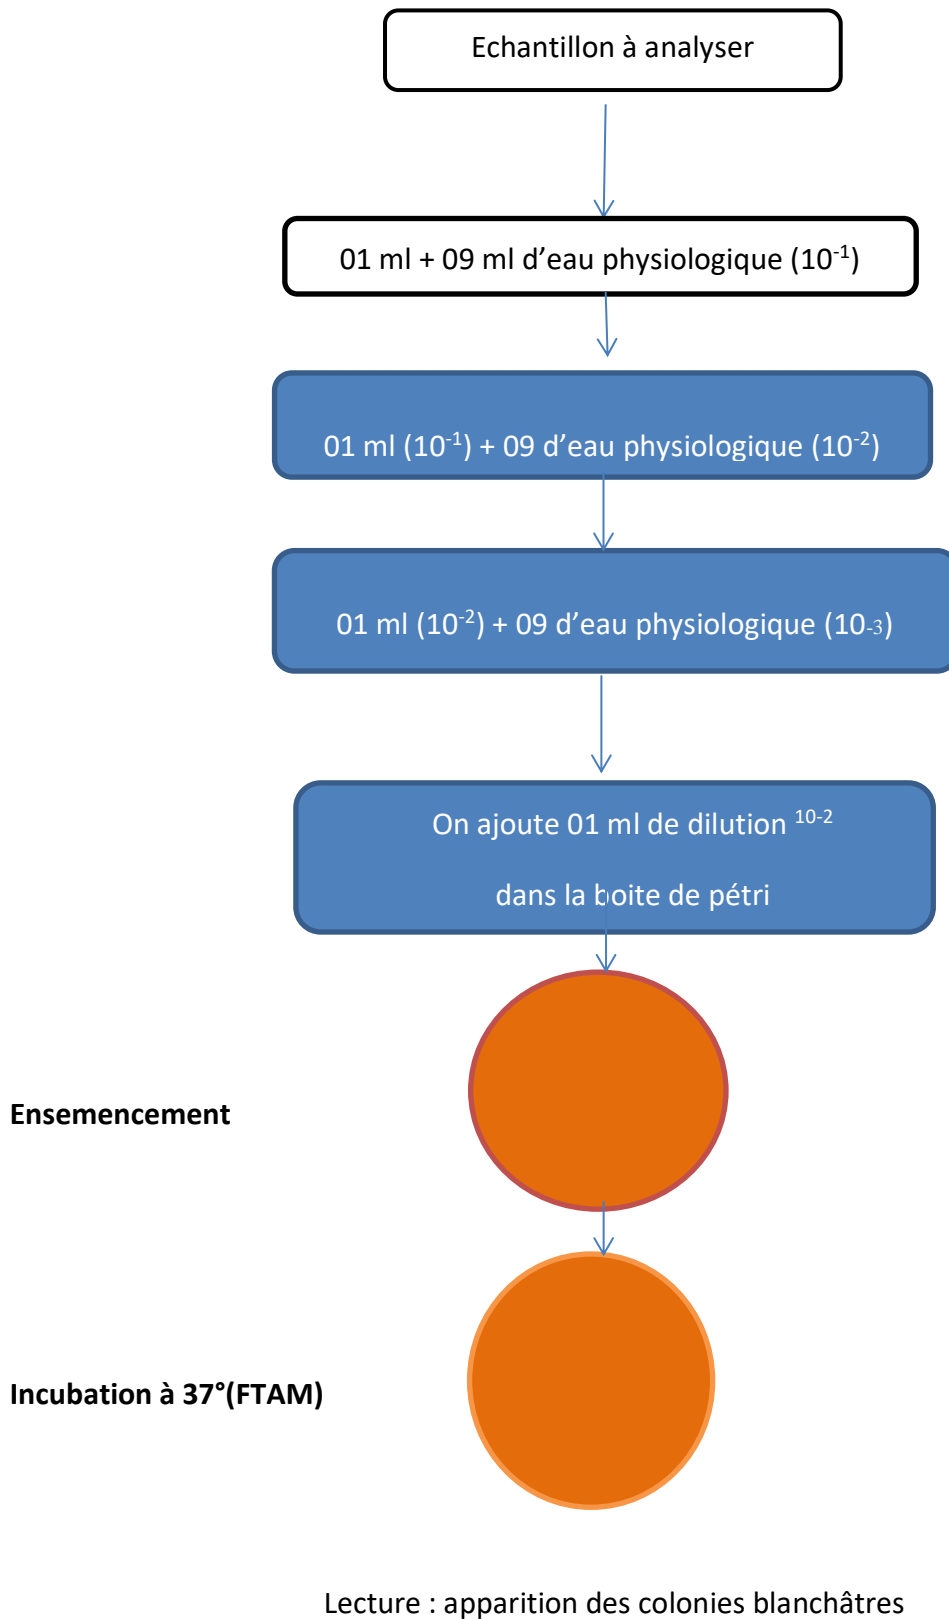 Echantillon à analyser
01 ml + 09 ml d’eau physiologique (10⁻¹)
01 ml (10⁻¹) + 09 d’eau physiologique (10⁻²)
01 ml (10⁻²) + 09 d’eau physiologique (10₋₃)
On ajoute 01 ml de dilution ¹⁰⁻²
dans la boite de pétri
Ensemencement
Incubation à 37°(FTAM)
Lecture : apparition des colonies blanchâtres